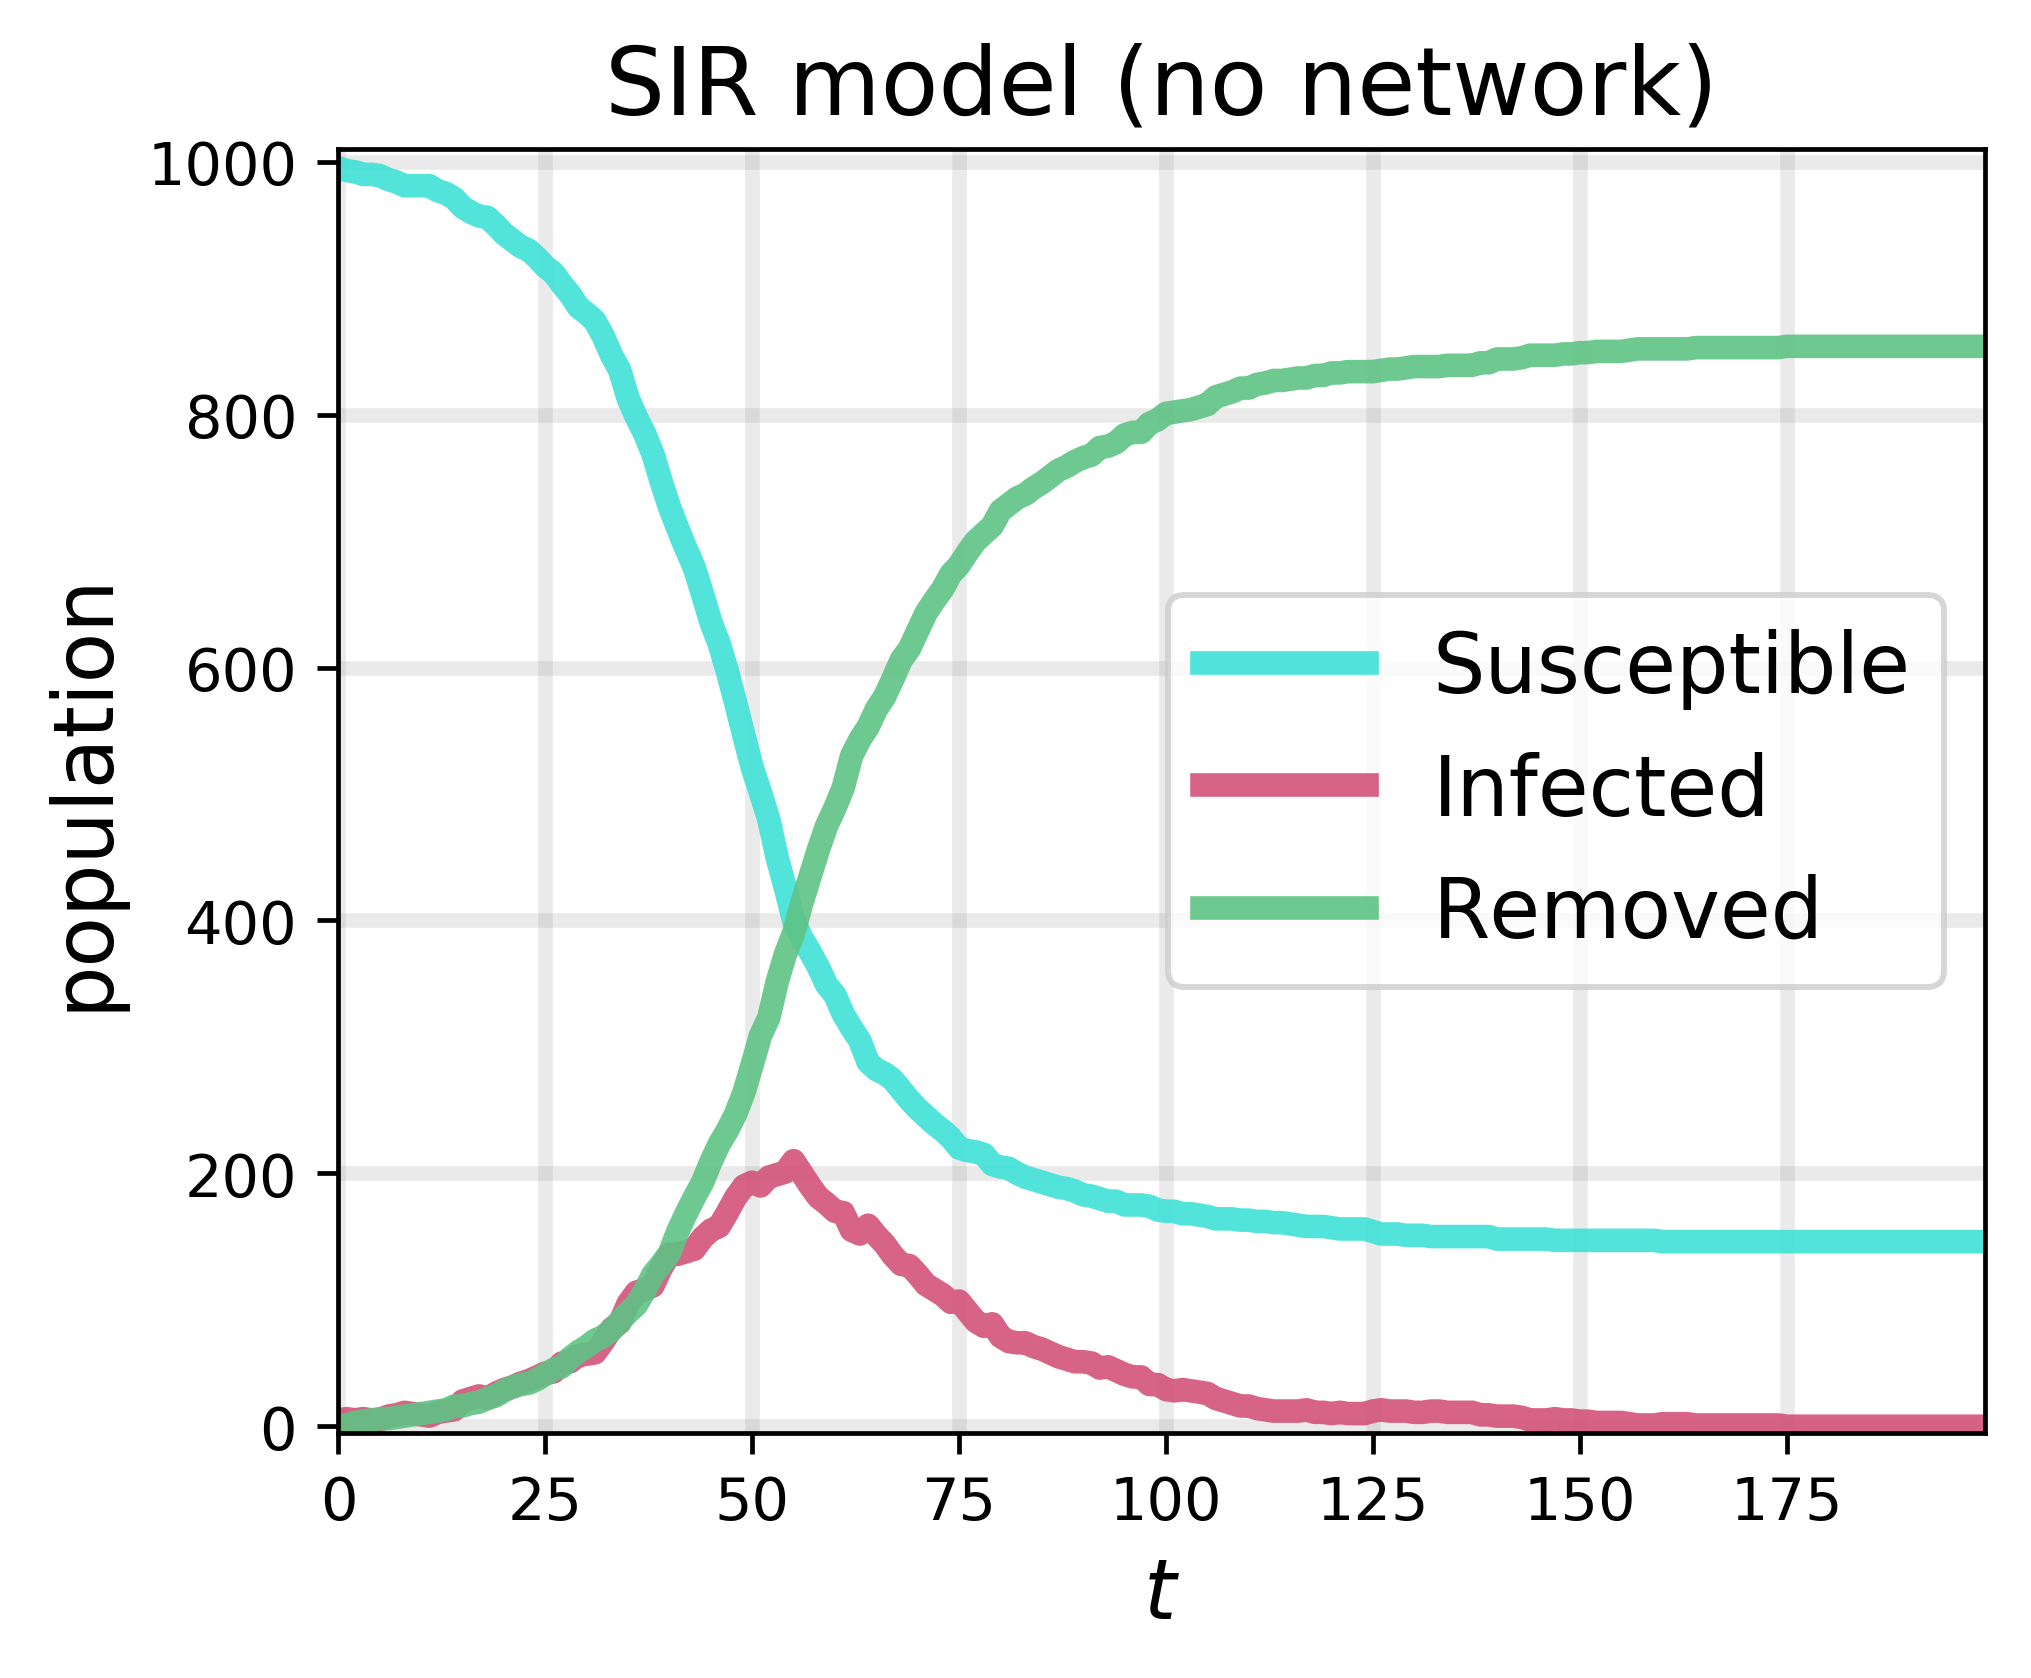 SIR model (no network)
1000
800
600
400
200
0
population
Susceptible
Infected
Removed
0 25 50 75 100 125 150 175
t